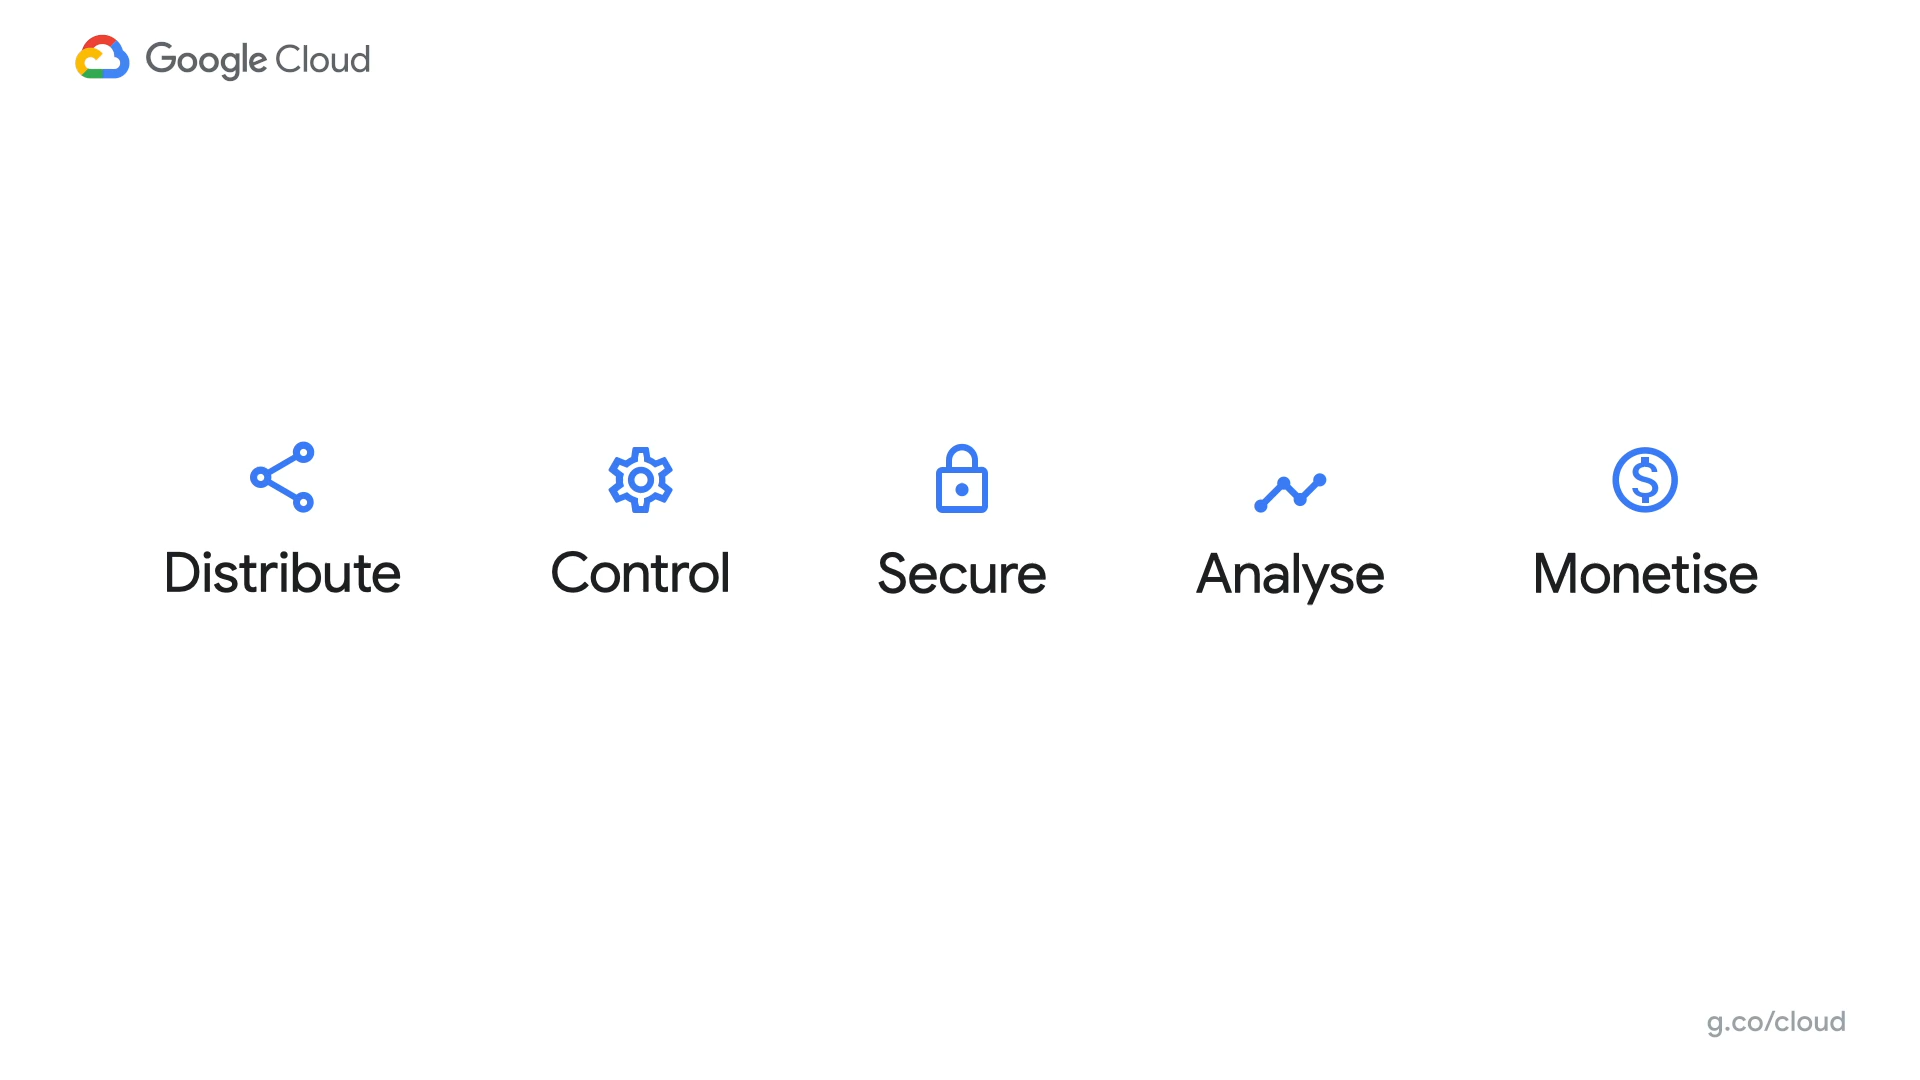 Google Cloud
Distribute
Control
Secure
Analyse
Monetise
g.co/cloud